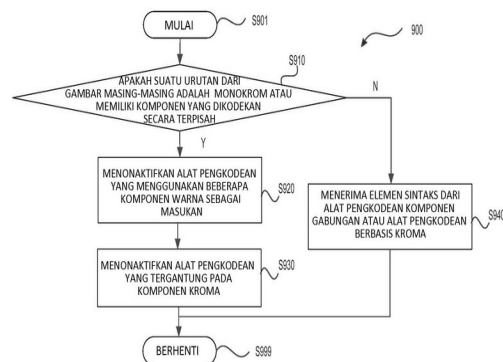 MULAI
S901
900
S910
APAKAH SUATU URUTAN DARI
GAMBAR MASING-MASING ADALAH MONOKROM ATAU
MEMILIKI KOMPONEN YANG DIKODEKAN
SECARA TERPISAH
N
Y
MENONAKTIFKAN ALAT PENGKODEAN
YANG MENGGUNAKAN BEBERAPA
KOMPONEN WARNA SEBAGAI
MASUKAN
S920
MENERIMA ELEMEN SINTAKS DARI
ALAT PENGKODEAN KOMPONEN
GABUNGAN ATAU ALAT PENGKODEAN
BERBASIS KROMA
S940
MENONAKTIFKAN ALAT PENGKODEAN
YANG TERGANTUNG PADA
KOMPONEN KROMA
S930
BERHENTI
S999